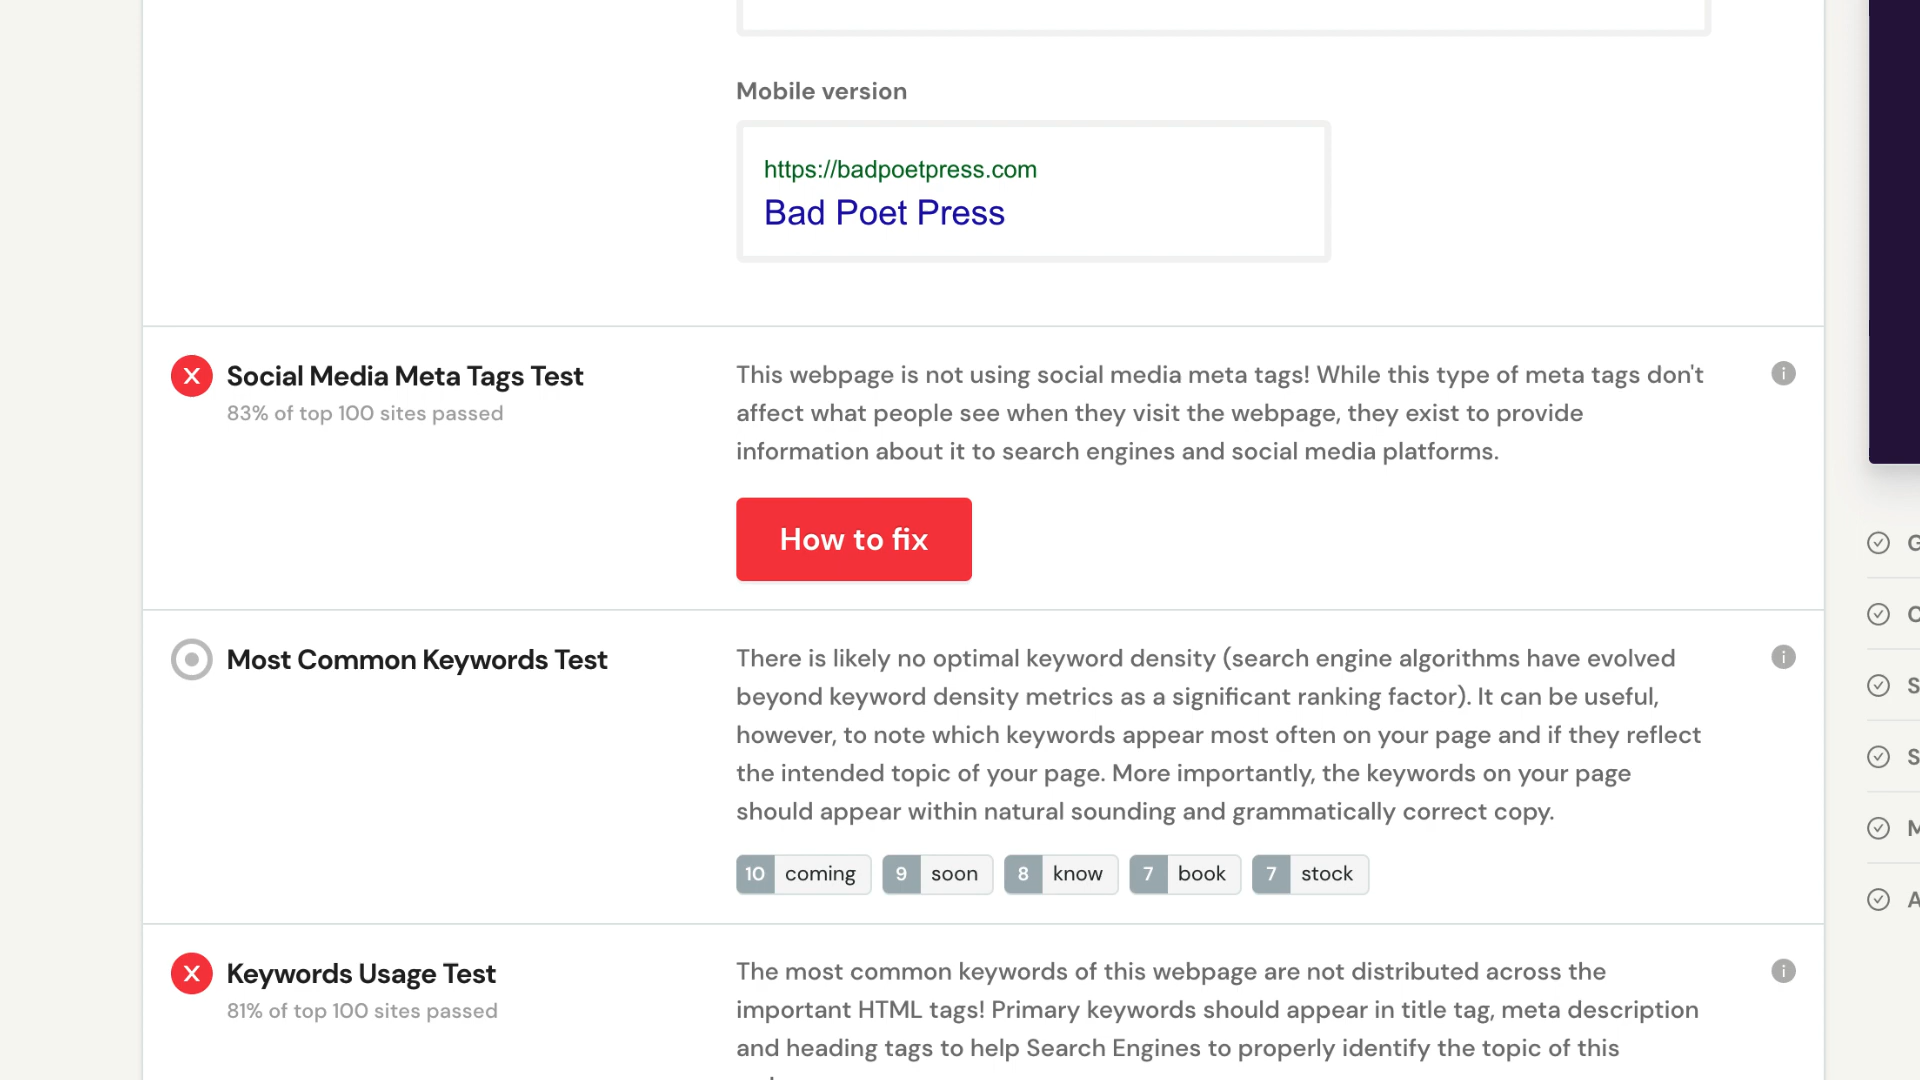 Mobile version
https://badpoetpress.com
Bad Poet Press
X Social Media Meta Tags Test
83% of top 100 sites passed
This webpage is not using social media meta tags! While this type of meta tags don't
affect what people see when they visit the webpage, they exist to provide
information about it to search engines and social media platforms.
How to fix
Most Common Keywords Test
There is likely no optimal keyword density (search engine algorithms have evolved
beyond keyword density metrics as a significant ranking factor). It can be useful,
however, to note which keywords appear most often on your page and if they reflect
the intended topic of your page. More importantly, the keywords on your page
should appear within natural sounding and grammatically correct copy.
10 coming 9 soon 8 know 7 book 7 stock
X Keywords Usage Test
81% of top 100 sites passed
The most common keywords of this webpage are not distributed across the
important HTML tags! Primary keywords should appear in title tag, meta description
and heading tags to help Search Engines to properly identify the topic of this